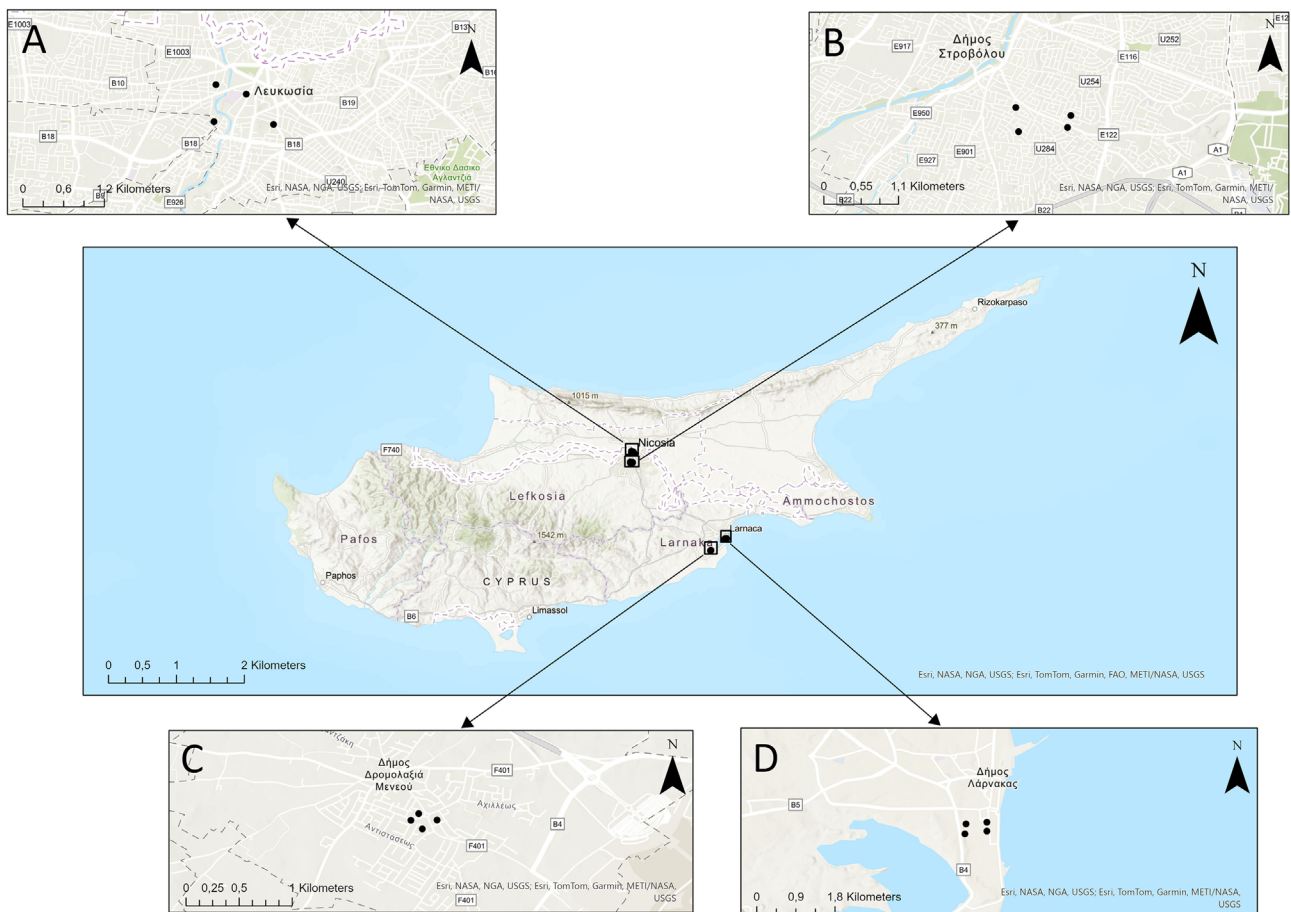 A
E1003
E1003
B13
N
B16
B10
Λευκωσία
B19
B18
B18
B18
Εθνικο Δασικο
Αγλαντζιά
U240
0 0,6 1,2 Kilometers
B9
E926
Esri, NASA, NGA, USGS; Esri, TomTom, Garmin, METI/
NASA, USGS
B
E917
Δήμος
Στροβόλου
U252
E116
N
E12
U254
E950
E122
U284
E901
E927
A1
A1
0 0,55 1,1 Kilometers
B22
B22
Esri, NASA, NGA, USGS; Esri, TomTom, Garmin, METI/
NASA, USGS
N
Rizokarpaso
377 m
1015 m
Nicosia
F740
Lefkosia
Ammochostos
Larnaca
Larnaka
1542 m
Pafos
Paphos
CYPRUS
Limassol
B6
0 0,5 1 2 Kilometers
Esri, NASA, NGA, USGS; Esri, TomTom, Garmin, FAO, METI/NASA, USGS
C
Δήμος
Δρομολαξιά
Μενεού
F401
N
Αχιλλέως
B4
Αντιστάσεως
F401
F401
0 0,25 0,5 1 Kilometers
Esri, NASA, NGA, USGS; Esri, TomTom, Garmin, METI/NASA,
USGS
D
Δήμος
Λάρνακας
N
B5
B4
0 0,9 1,8 Kilometers
Esri, NASA, NGA, USGS; Esri, TomTom, Garmin, METI/NASA,
USGS